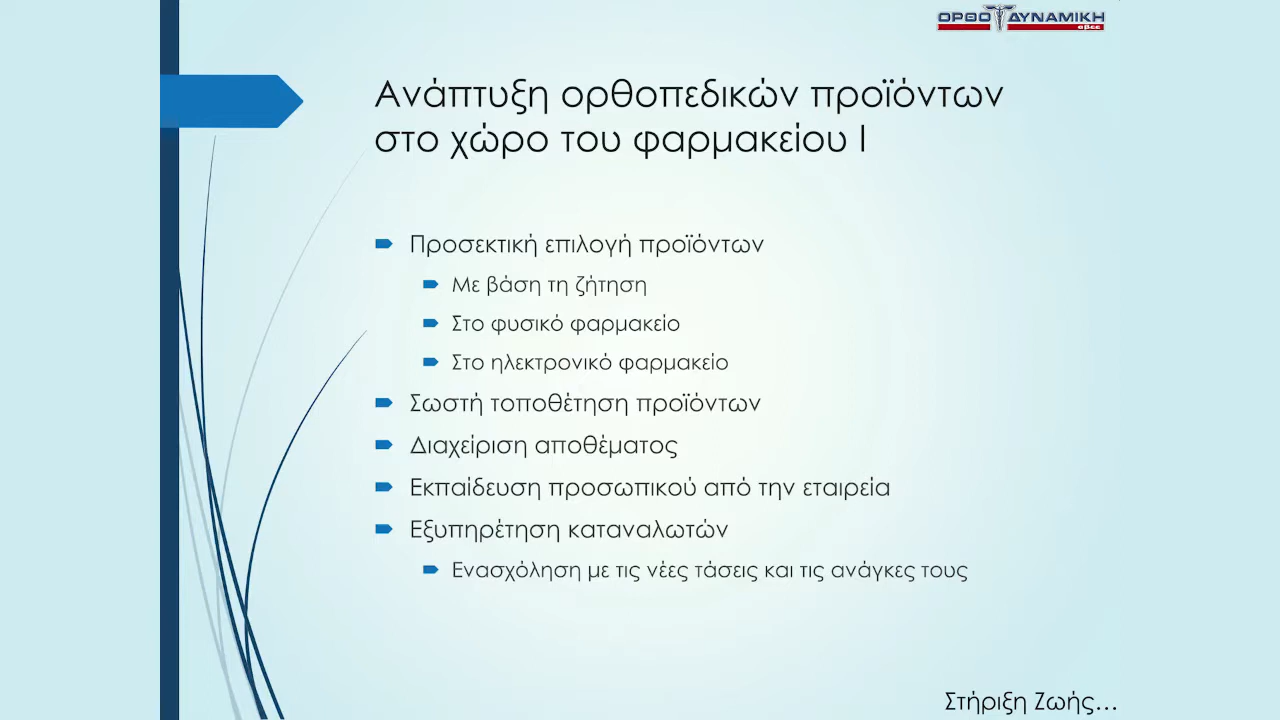 ΟΡΘΟ ΔΥΝΑΜΙΚΗ
αβεε
Ανάπτυξη ορθοπεδικών προϊόντων
στο χώρο του φαρμακείου Ι
Προσεκτική επιλογή προϊόντων
Με βάση τη ζήτηση
Στο φυσικό φαρμακείο
Στο ηλεκτρονικό φαρμακείο
Σωστή τοποθέτηση προϊόντων
Διαχείριση αποθέματος
Εκπαίδευση προσωπικού από την εταιρεία
Εξυπηρέτηση καταναλωτών
Ενασχόληση με τις νέες τάσεις και τις ανάγκες τους
Στήριξη Ζωής...